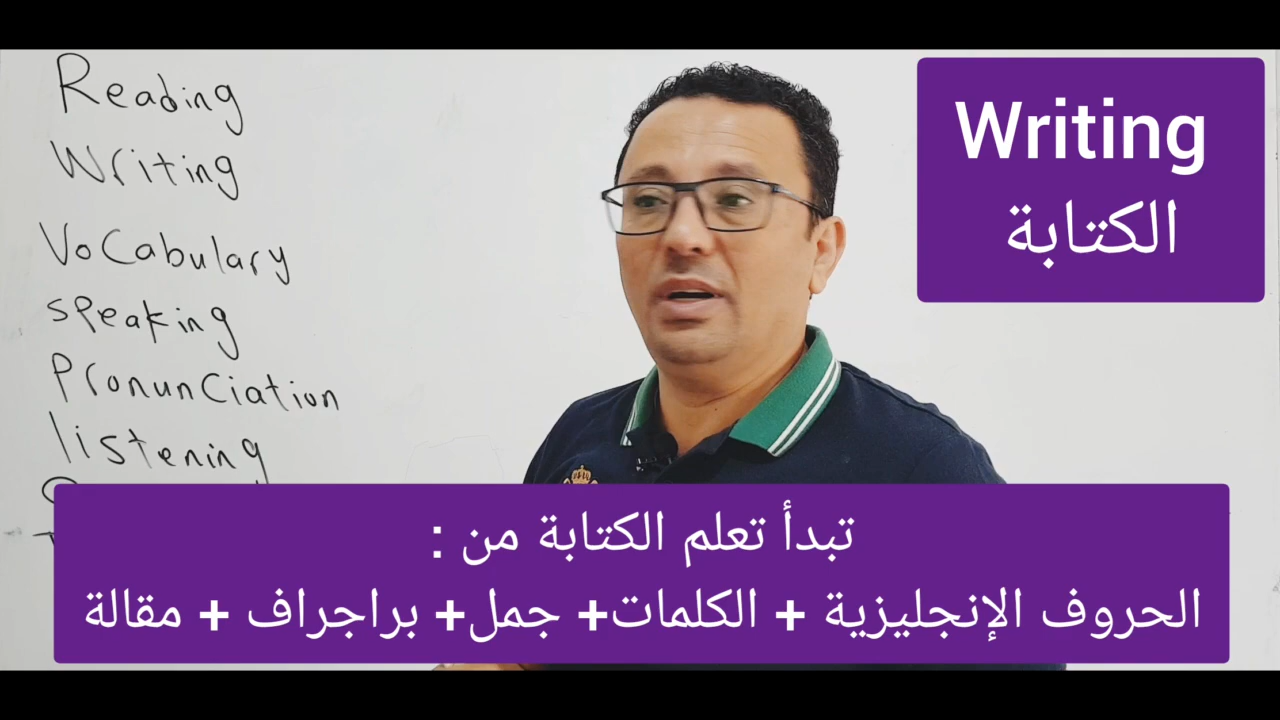 Reading
Writing
Vocabulary
speaking
Pronunciation
listening
Writing
الكتابة
تبدأ تعلم الكتابة من :
الحروف الإنجليزية + الكلمات+ جمل+ براجراف + مقالة